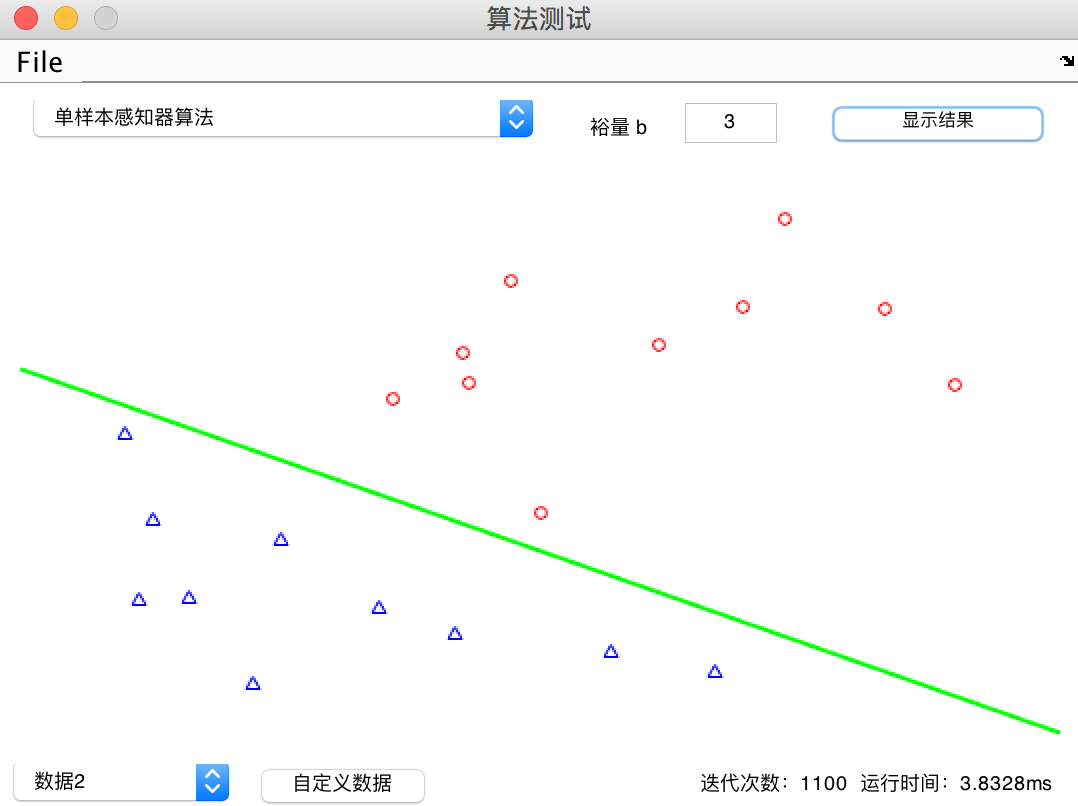 算法测试
File
单样本感知器算法
裕量 b
3
显示结果
数据2
自定义数据
迭代次数：1100 运行时间：3.8328ms